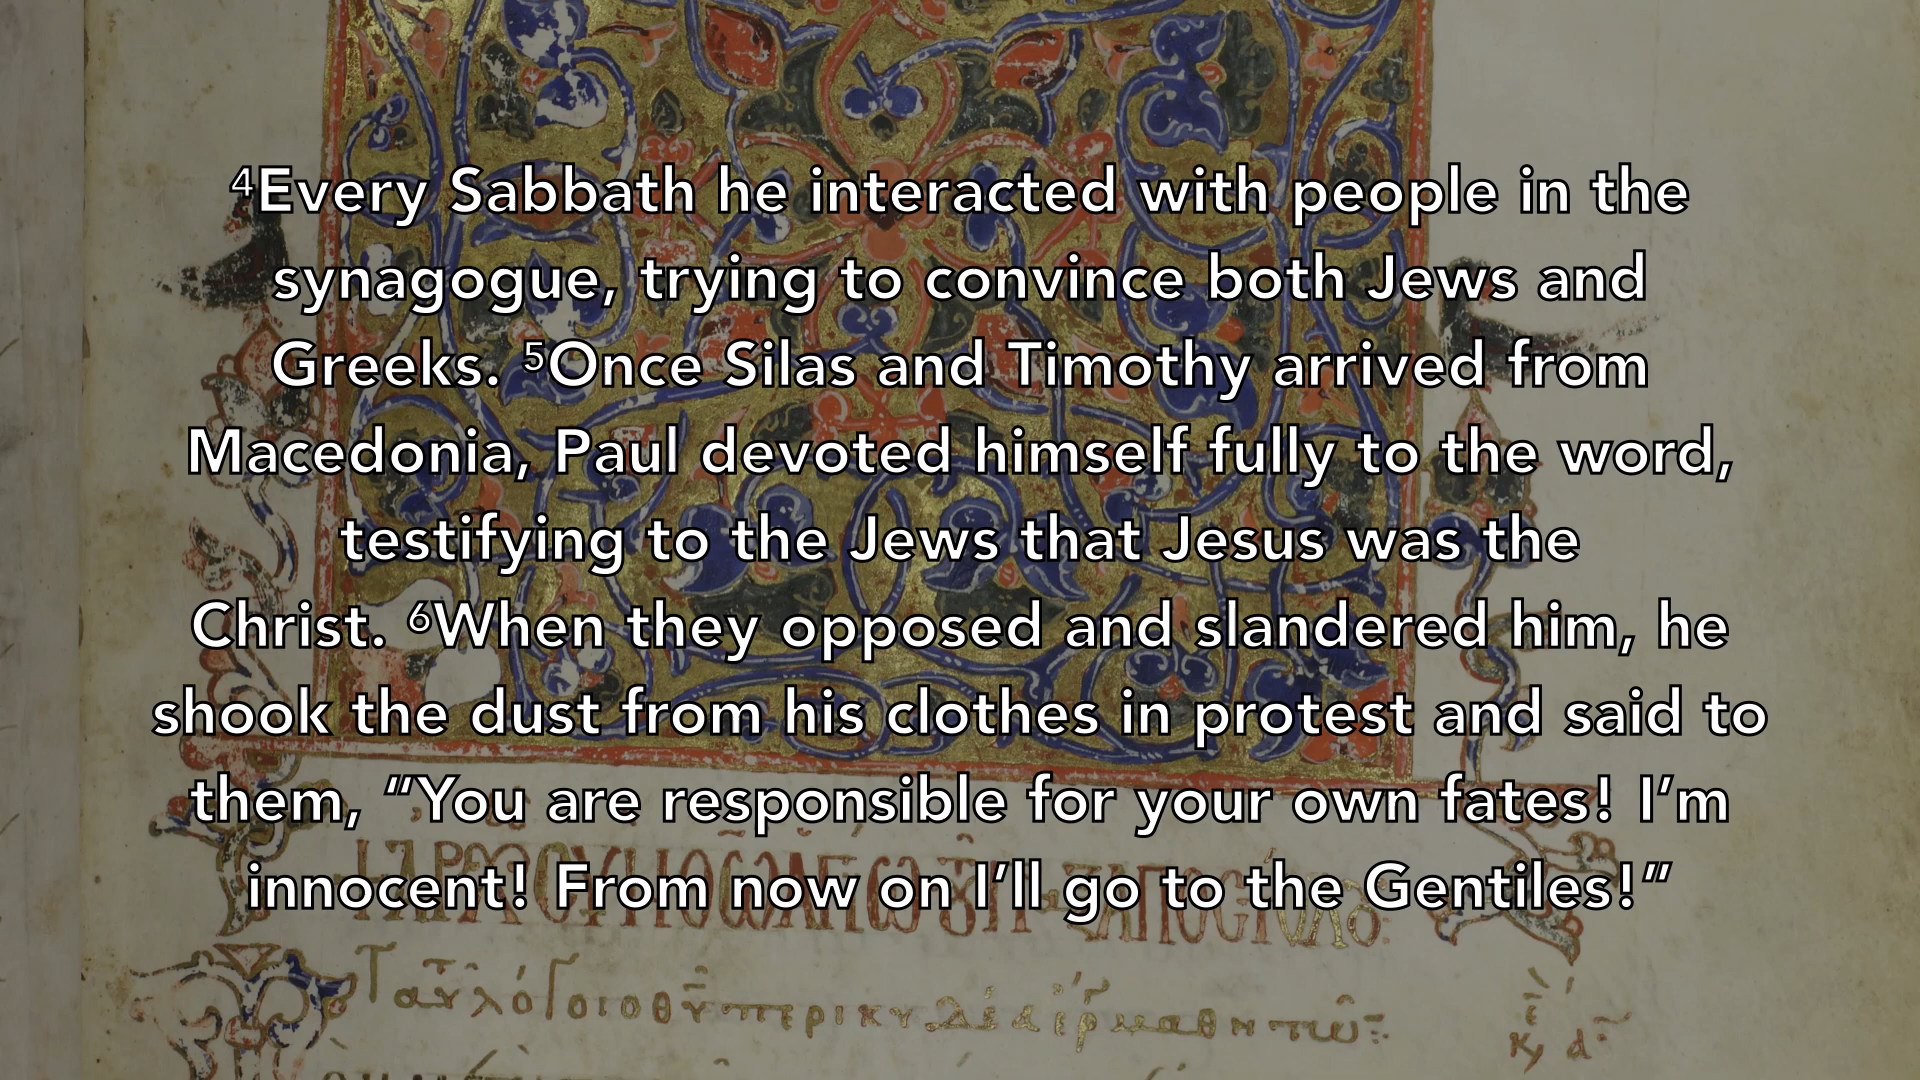 ⁴Every Sabbath he interacted with people in the
synagogue, trying to convince both Jews and
Greeks. ⁵Once Silas and Timothy arrived from
Macedonia, Paul devoted himself fully to the word,
testifying to the Jews that Jesus was the
Christ. ⁶When they opposed and slandered him, he
shook the dust from his clothes in protest and said to
them, “You are responsible for your own fates! I’m
innocent! From now on I’ll go to the Gentiles!”